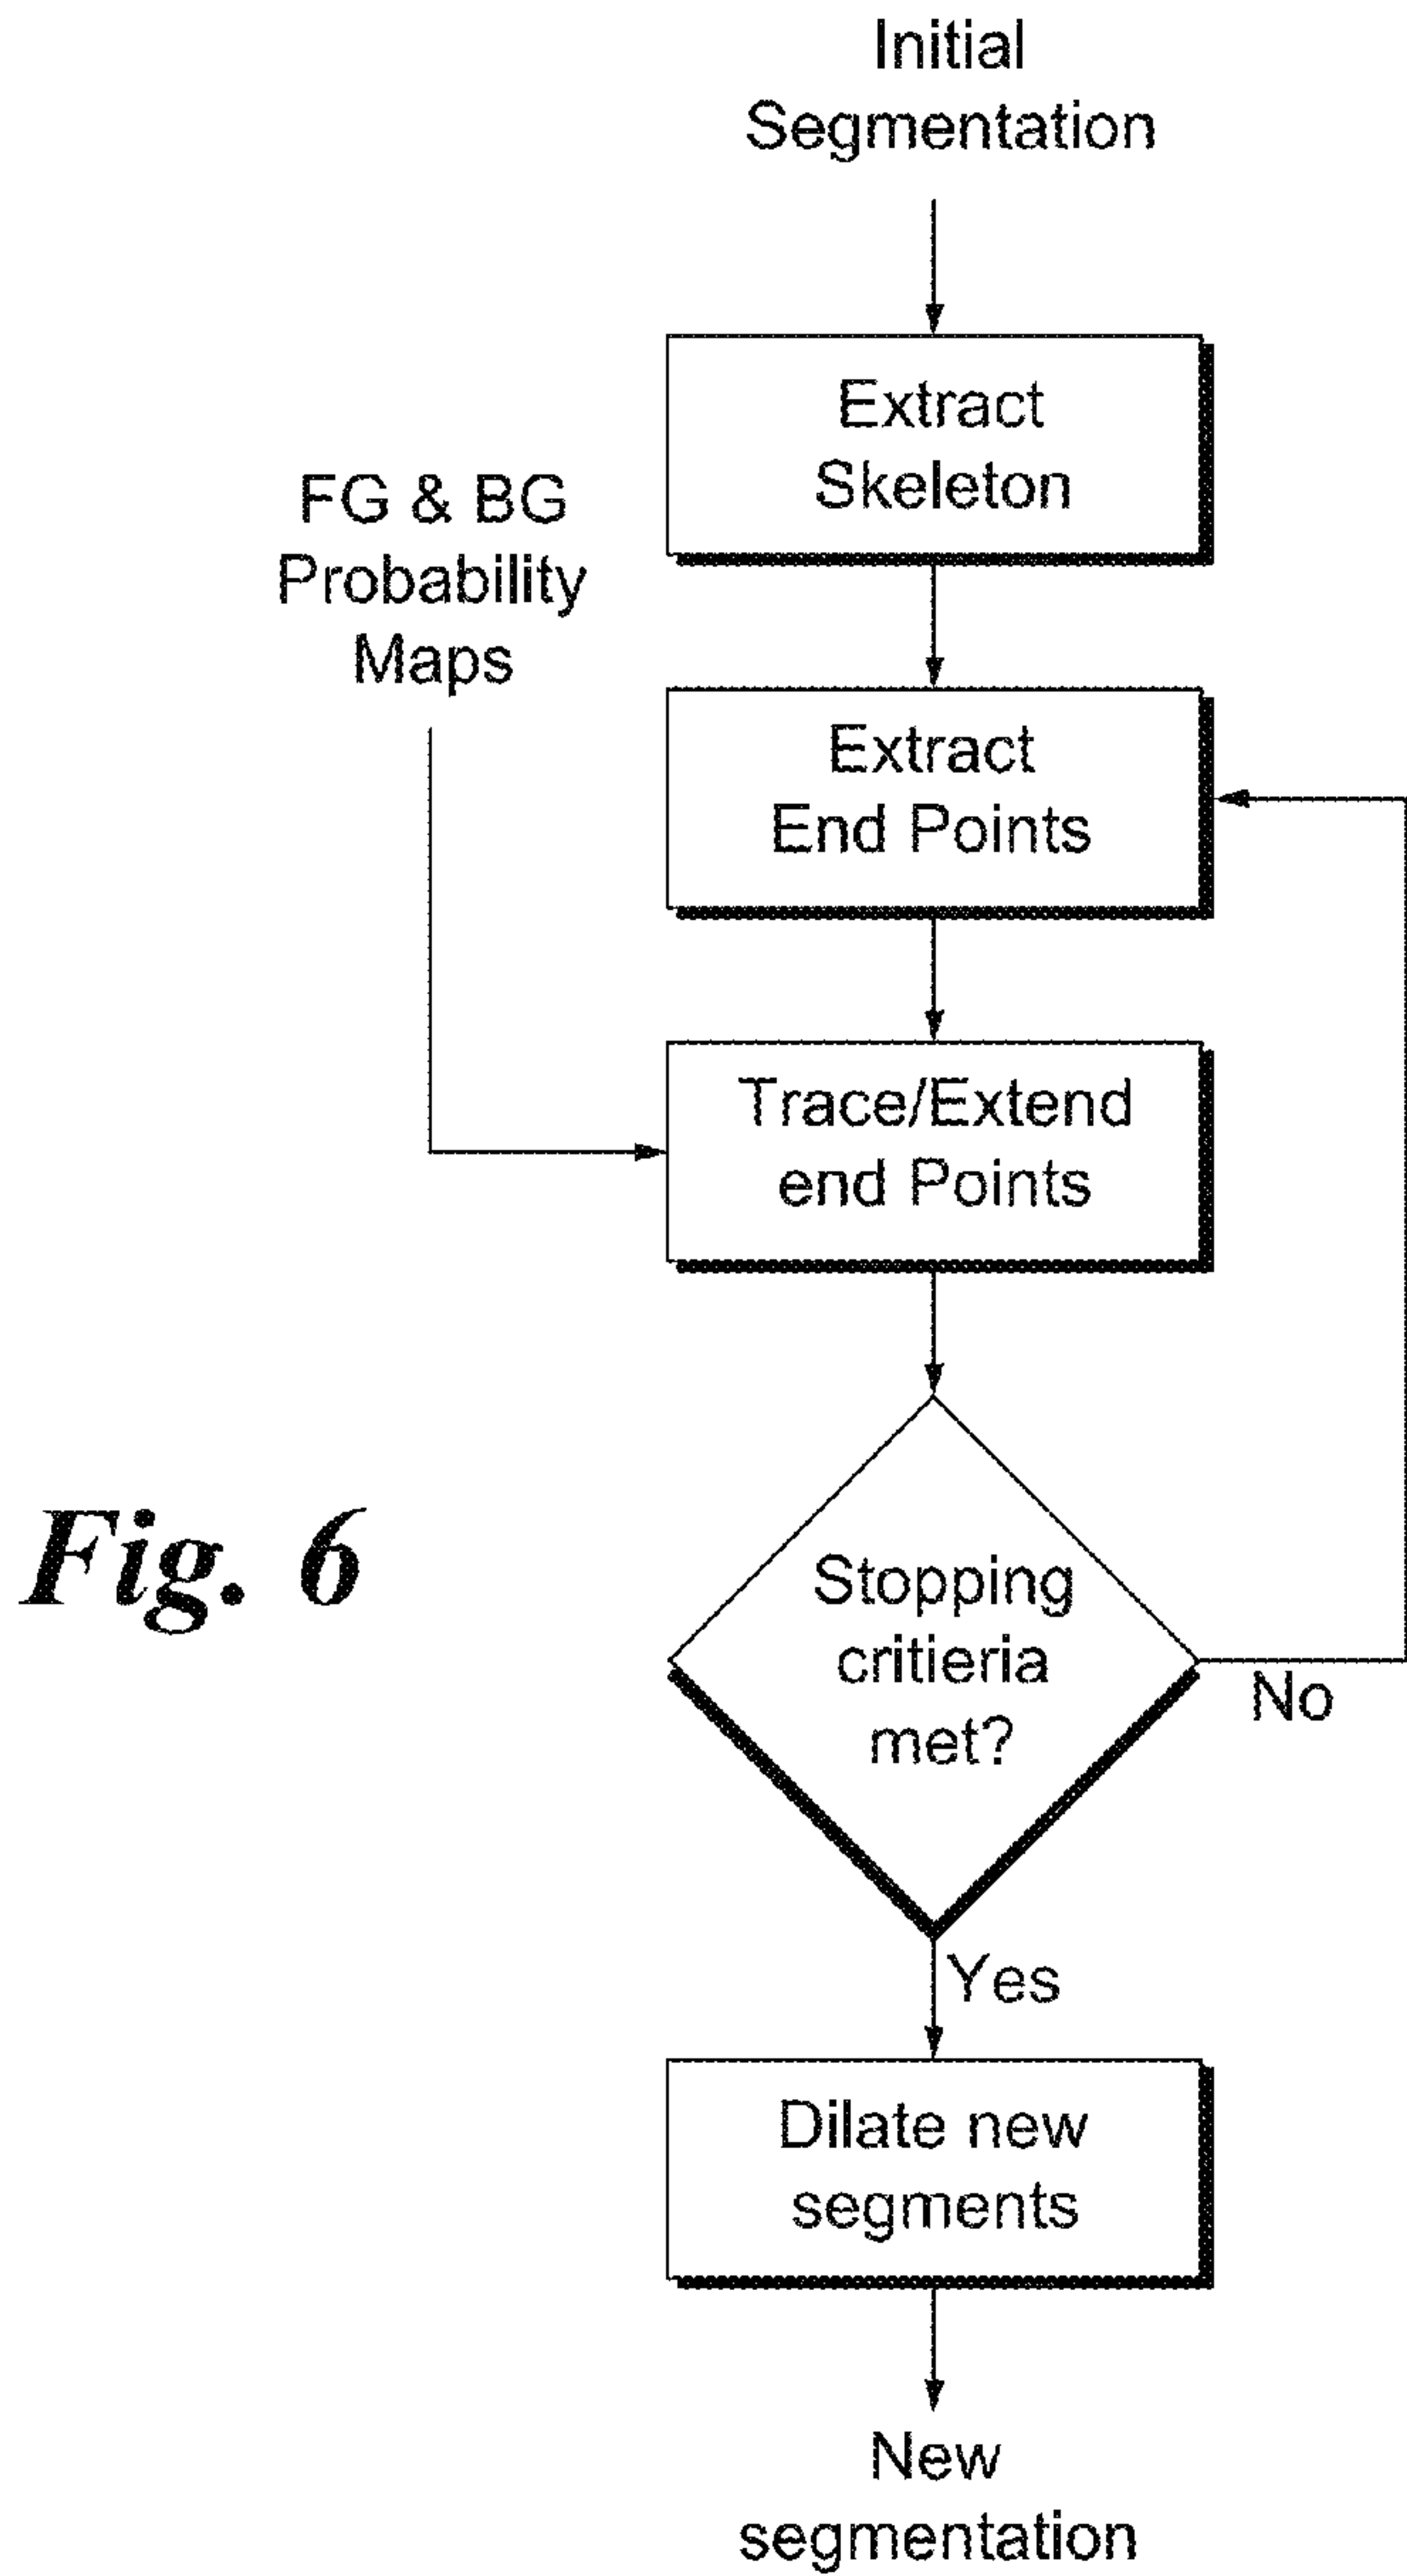 Initial
Segmentation
Extract
Skeleton
FG & BG
Probability
Maps
Extract
End Points
Trace/Extend
end Points
Fig. 6
Stopping
critieria
met?
No
Yes
Dilate new
segments
New
segmentation